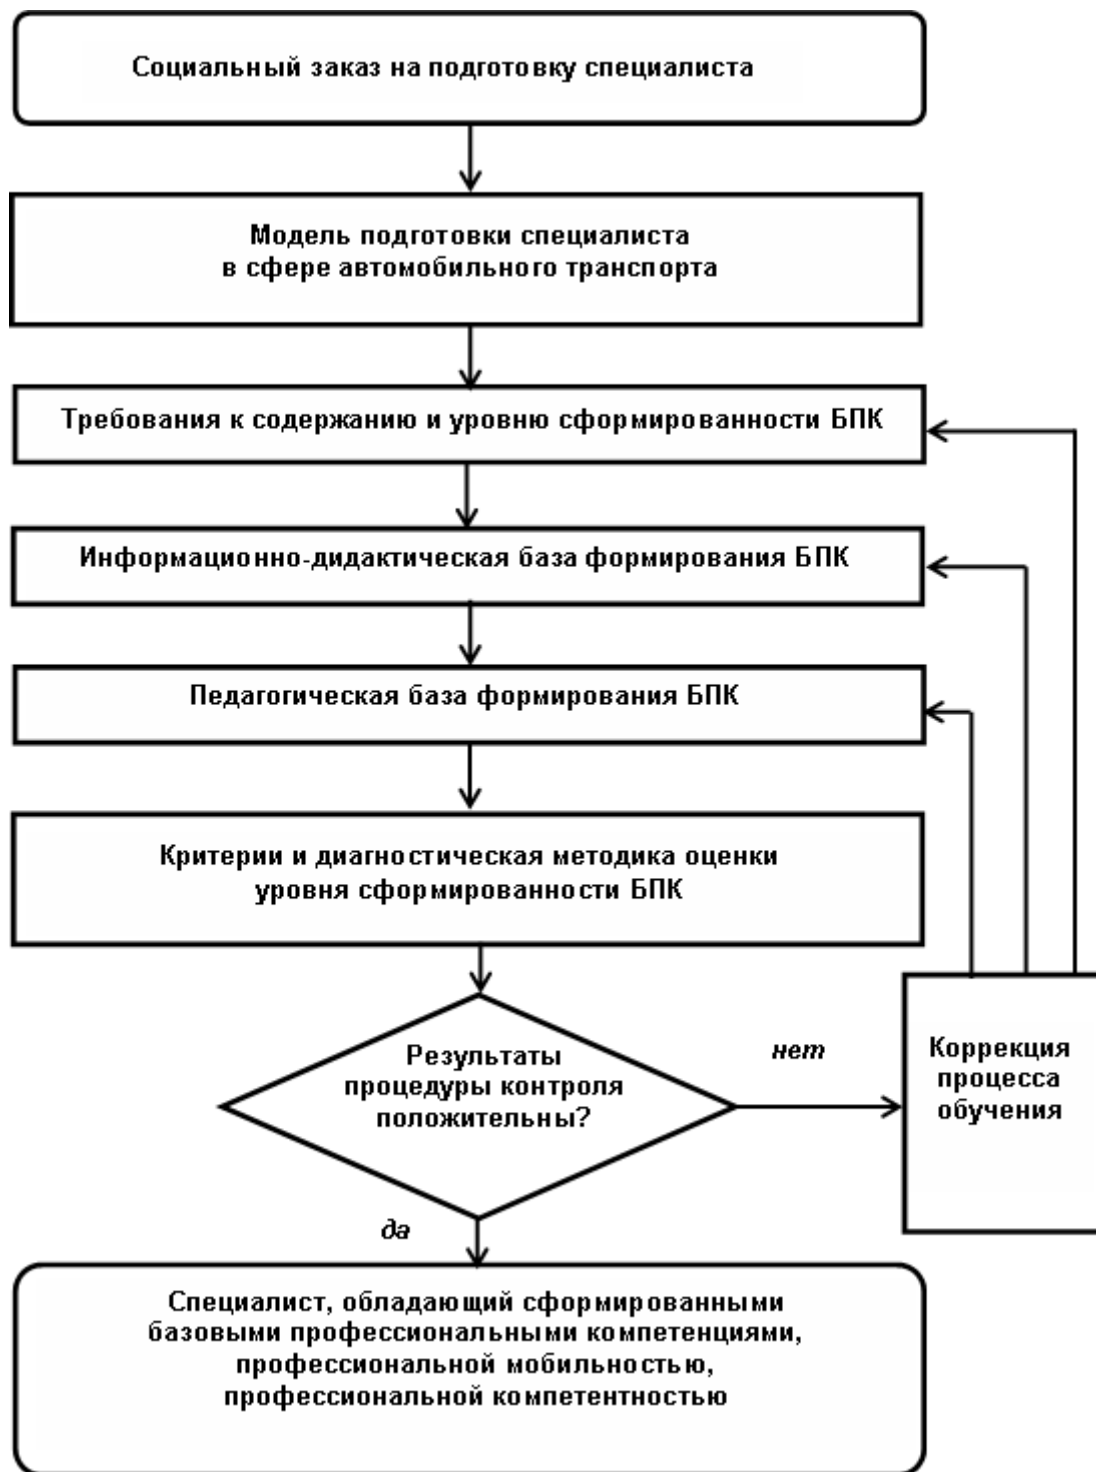 Социальный заказ на подготовку специалиста
Модель подготовки специалиста
в сфере автомобильного транспорта
Требования к содержанию и уровню сформированности БПК
Информационно-дидактическая база формирования БПК
Педагогическая база формирования БПК
Критерии и диагностическая методика оценки
уровня сформированности БПК
Результаты
процедуры контроля
положительны?
нет
Коррекция
процесса
обучения
да
Специалист, обладающий сформированными
базовыми профессиональными компетенциями,
профессиональной мобильностью,
профессиональной компетентностью